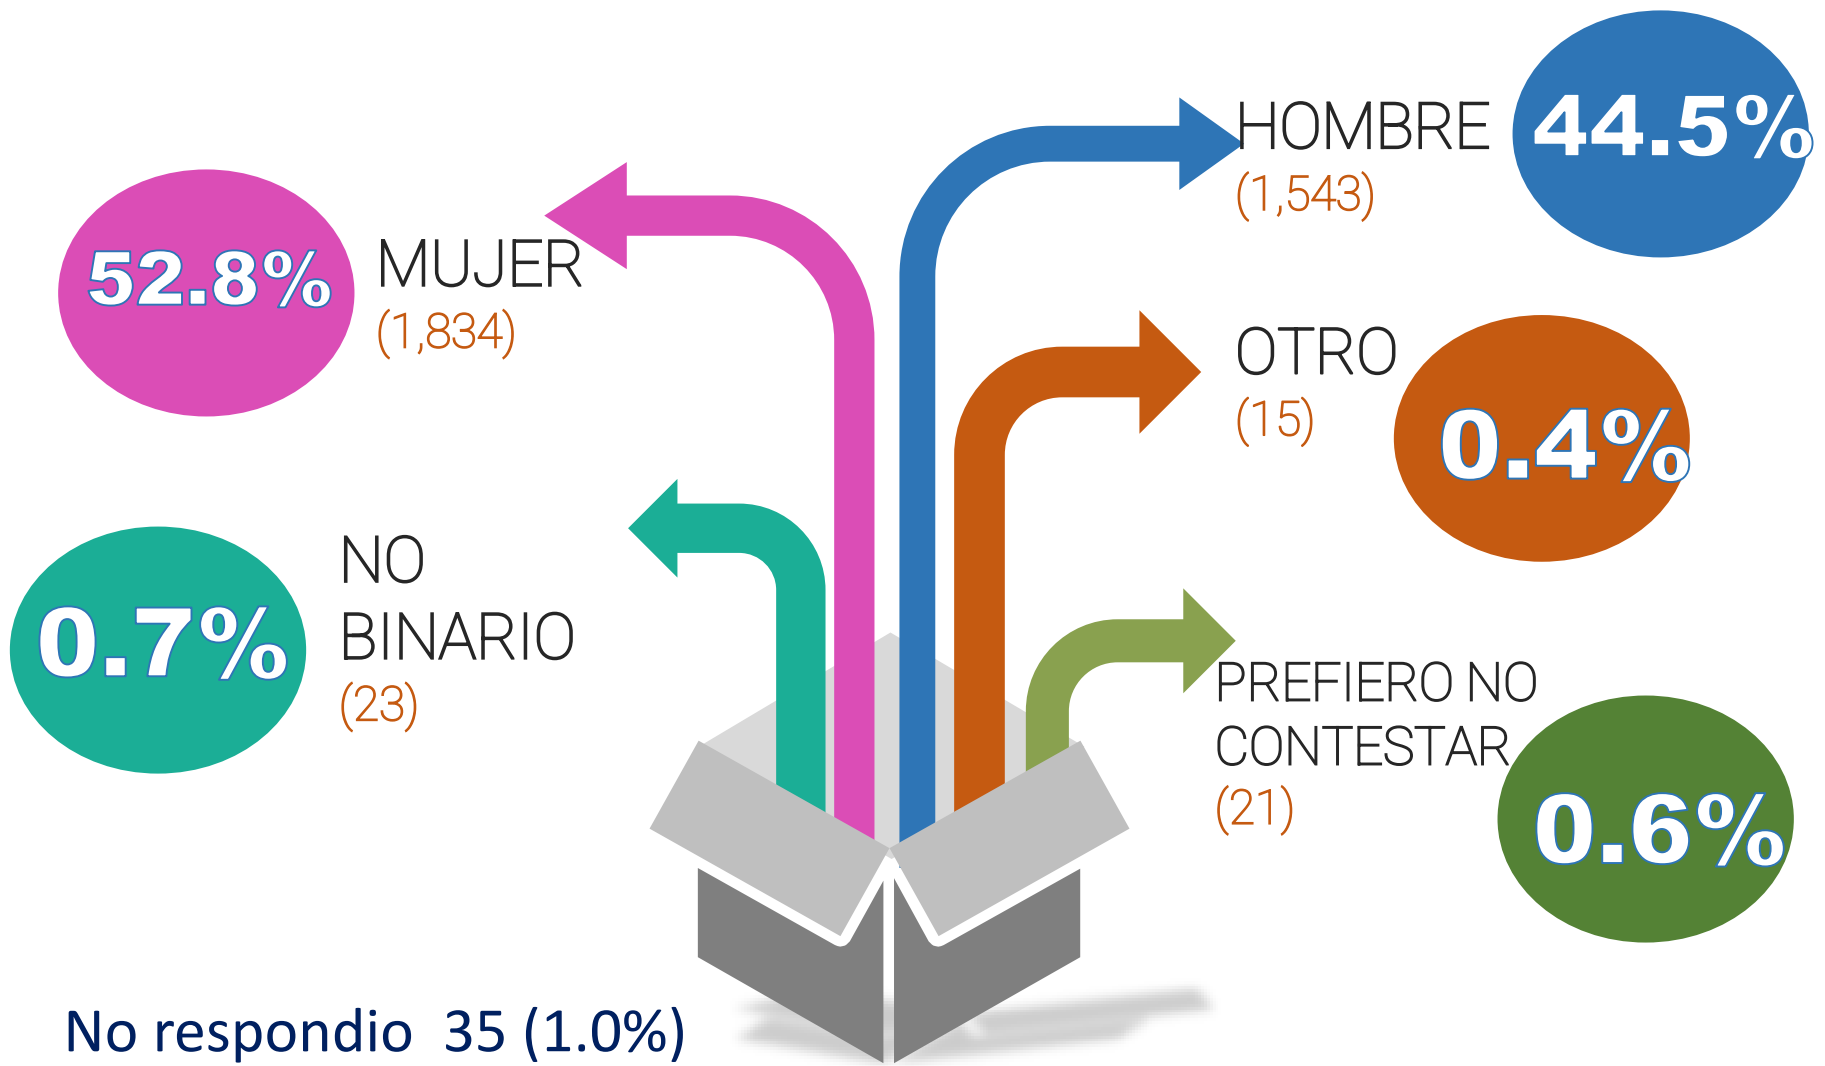 52.8%
MUJER
(1,834)
HOMBRE
(1,543)
44.5%
OTRO
(15)
0.4%
0.7%
NO
BINARIO
(23)
PREFIERO NO
CONTESTAR
(21)
0.6%
No respondio 35 (1.0%)